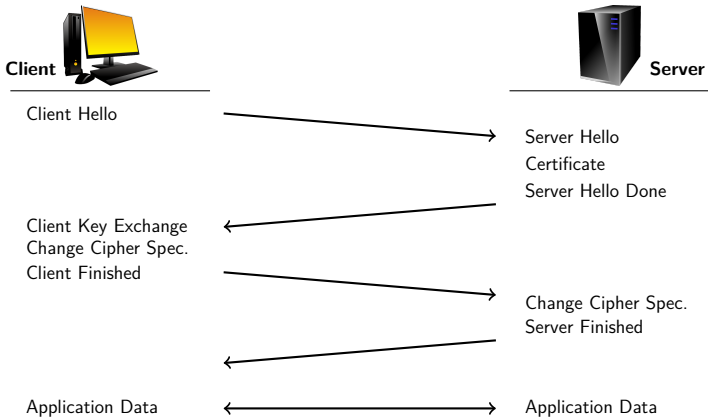 Client
Server
Client Hello
Server Hello
Certificate
Server Hello Done
Client Key Exchange
Change Cipher Spec.
Client Finished
Change Cipher Spec.
Server Finished
Application Data
Application Data